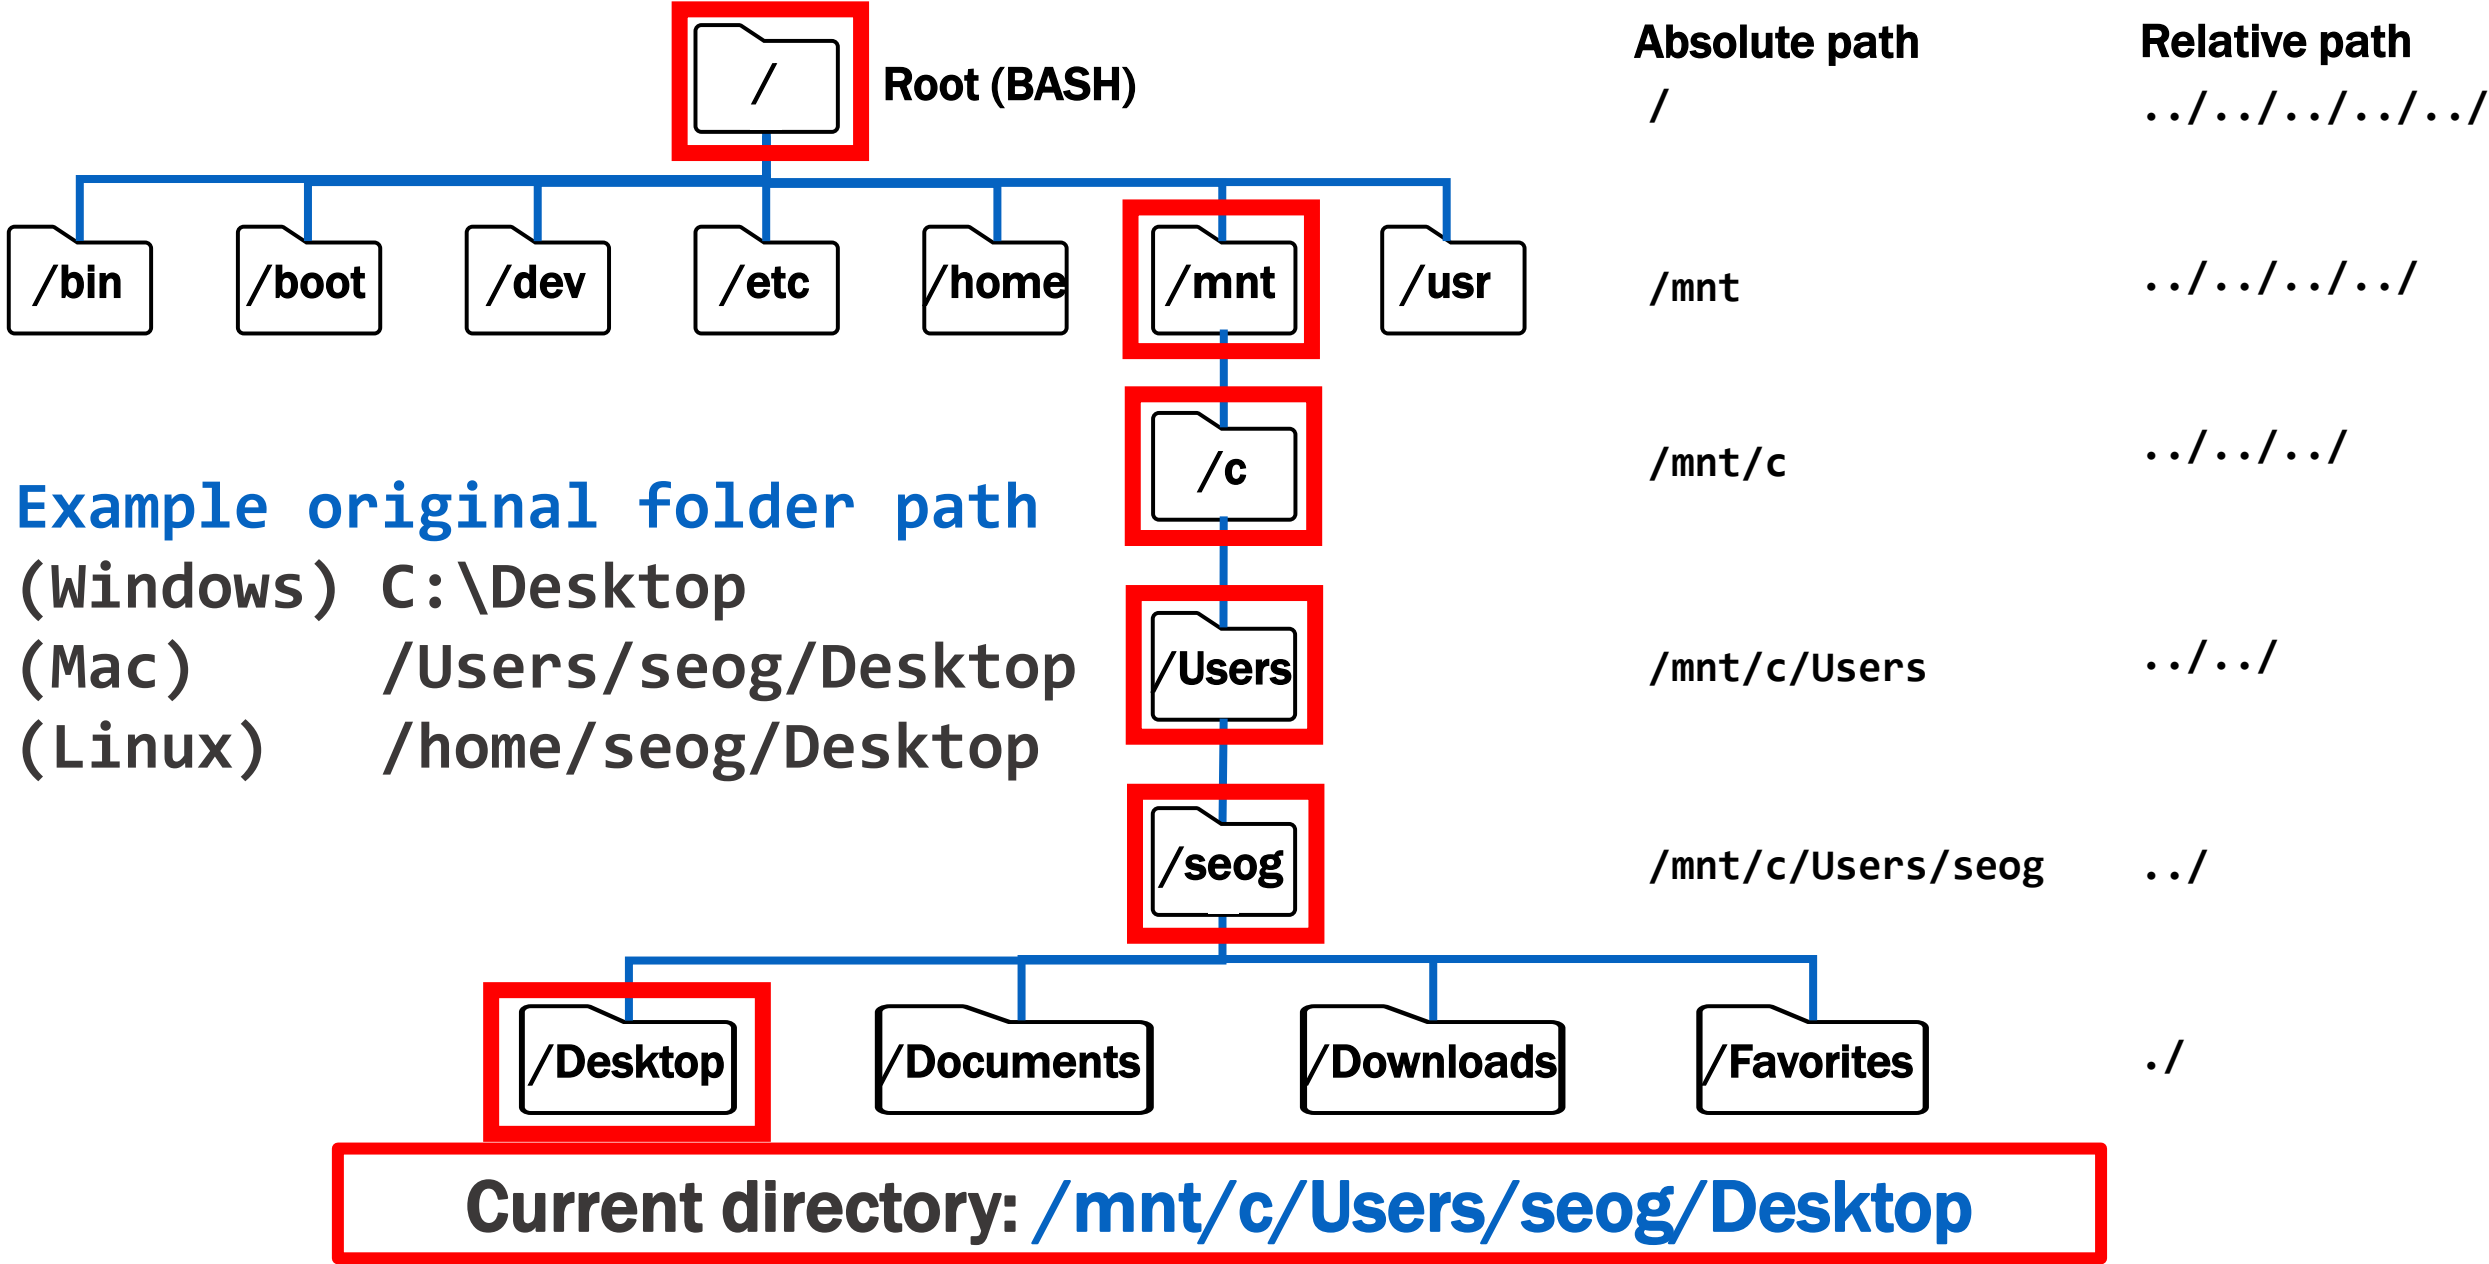 Absolute path Relative path
/
Root (BASH)
/ ../../../../../
/bin /boot /dev /etc /home /mnt /usr
/mnt ../../../../
/c
/mnt/c ../../../
Example original folder path
(Windows) C:\Desktop
(Mac) /Users/seog/Desktop
(Linux) /home/seog/Desktop
/Users
/mnt/c/Users ../../
/seog
/mnt/c/Users/seog ../
/Desktop /Documents /Downloads /Favorites
./
Current directory: /mnt/c/Users/seog/Desktop